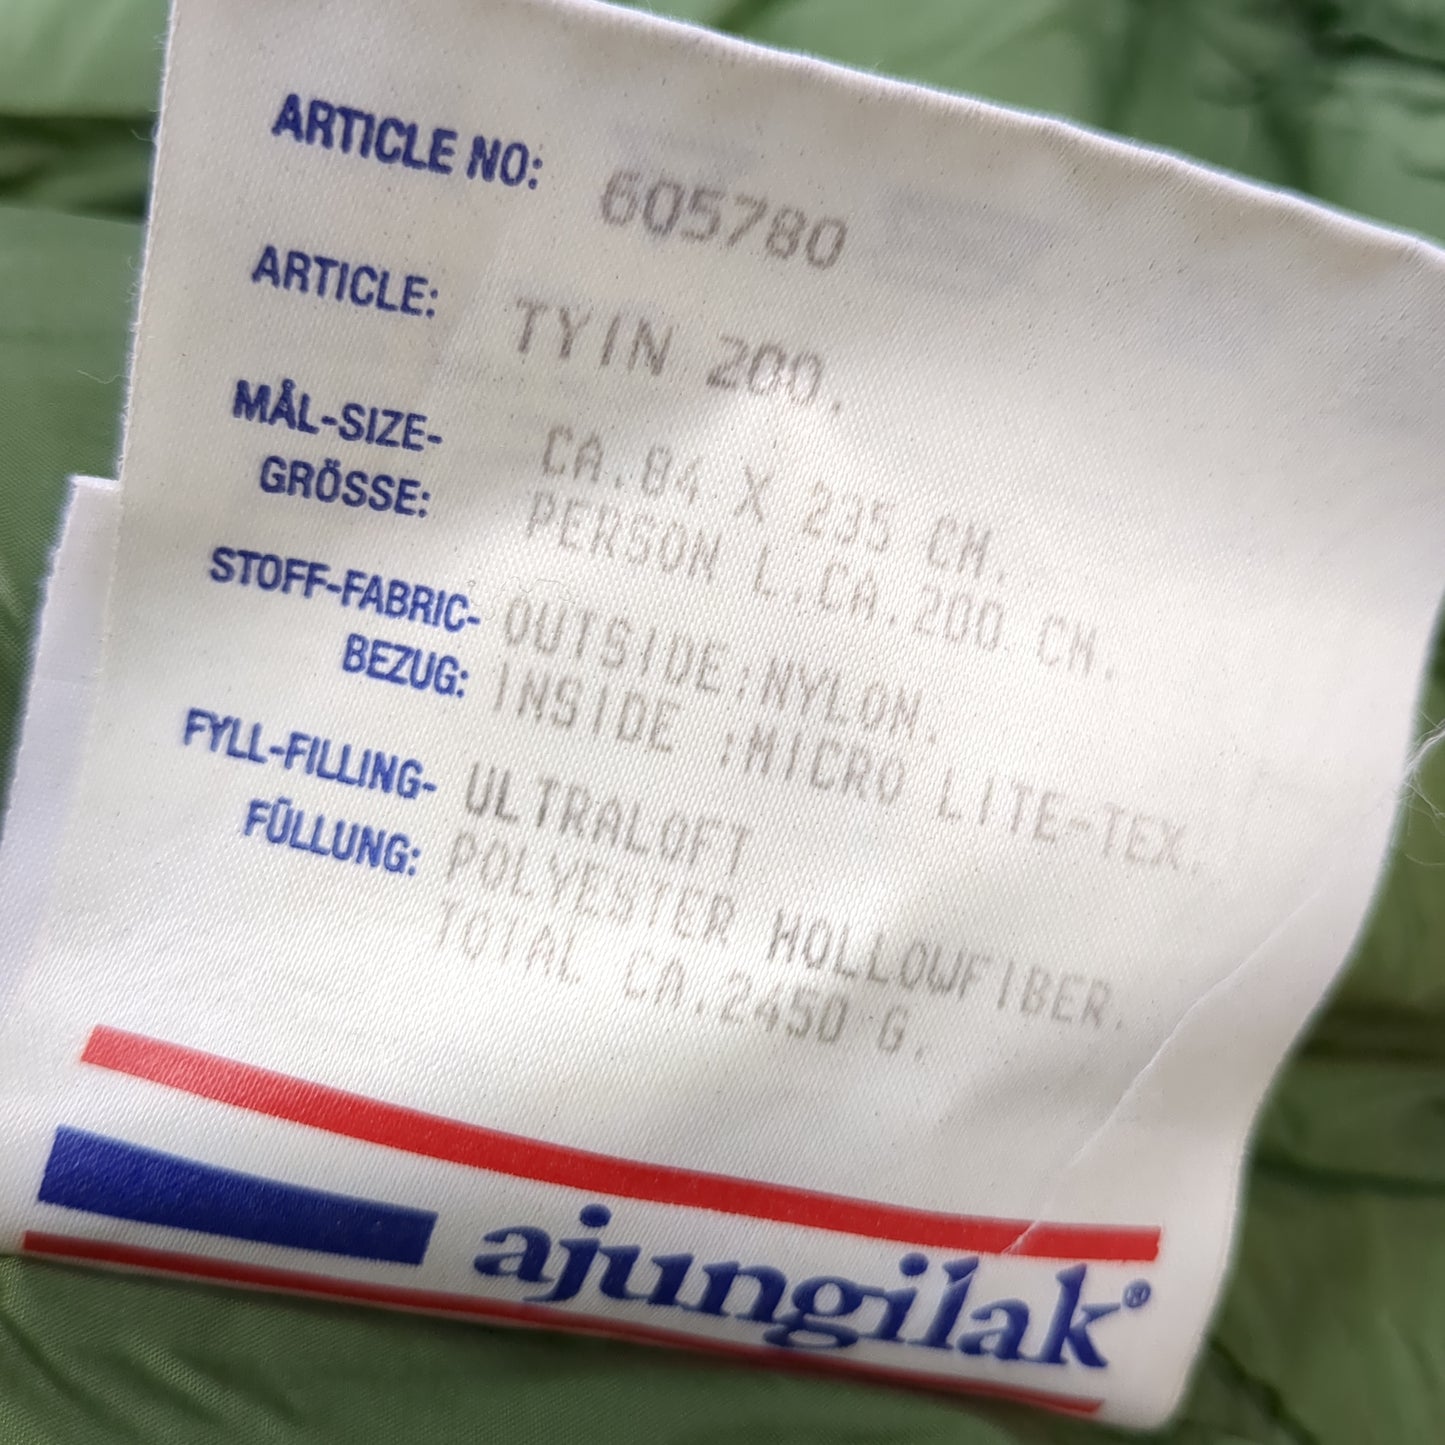 ARTICLE NO: 605780
ARTICLE: TYIN 200.
MÅL-SIZE- CA.84 X 235 CM.
GRÖSSE: PERSON L.CA.200 CM.
STOFF-FABRIC- OUTSIDE:NYLON.
BEZUG: INSIDE :MICRO LITE-TEX.
FYLL-FILLING- ULTRALOFT
FÜLLUNG: POLYESTER HOLLOWFIBER.
TOTAL CA.2450 G.
ajungilak®